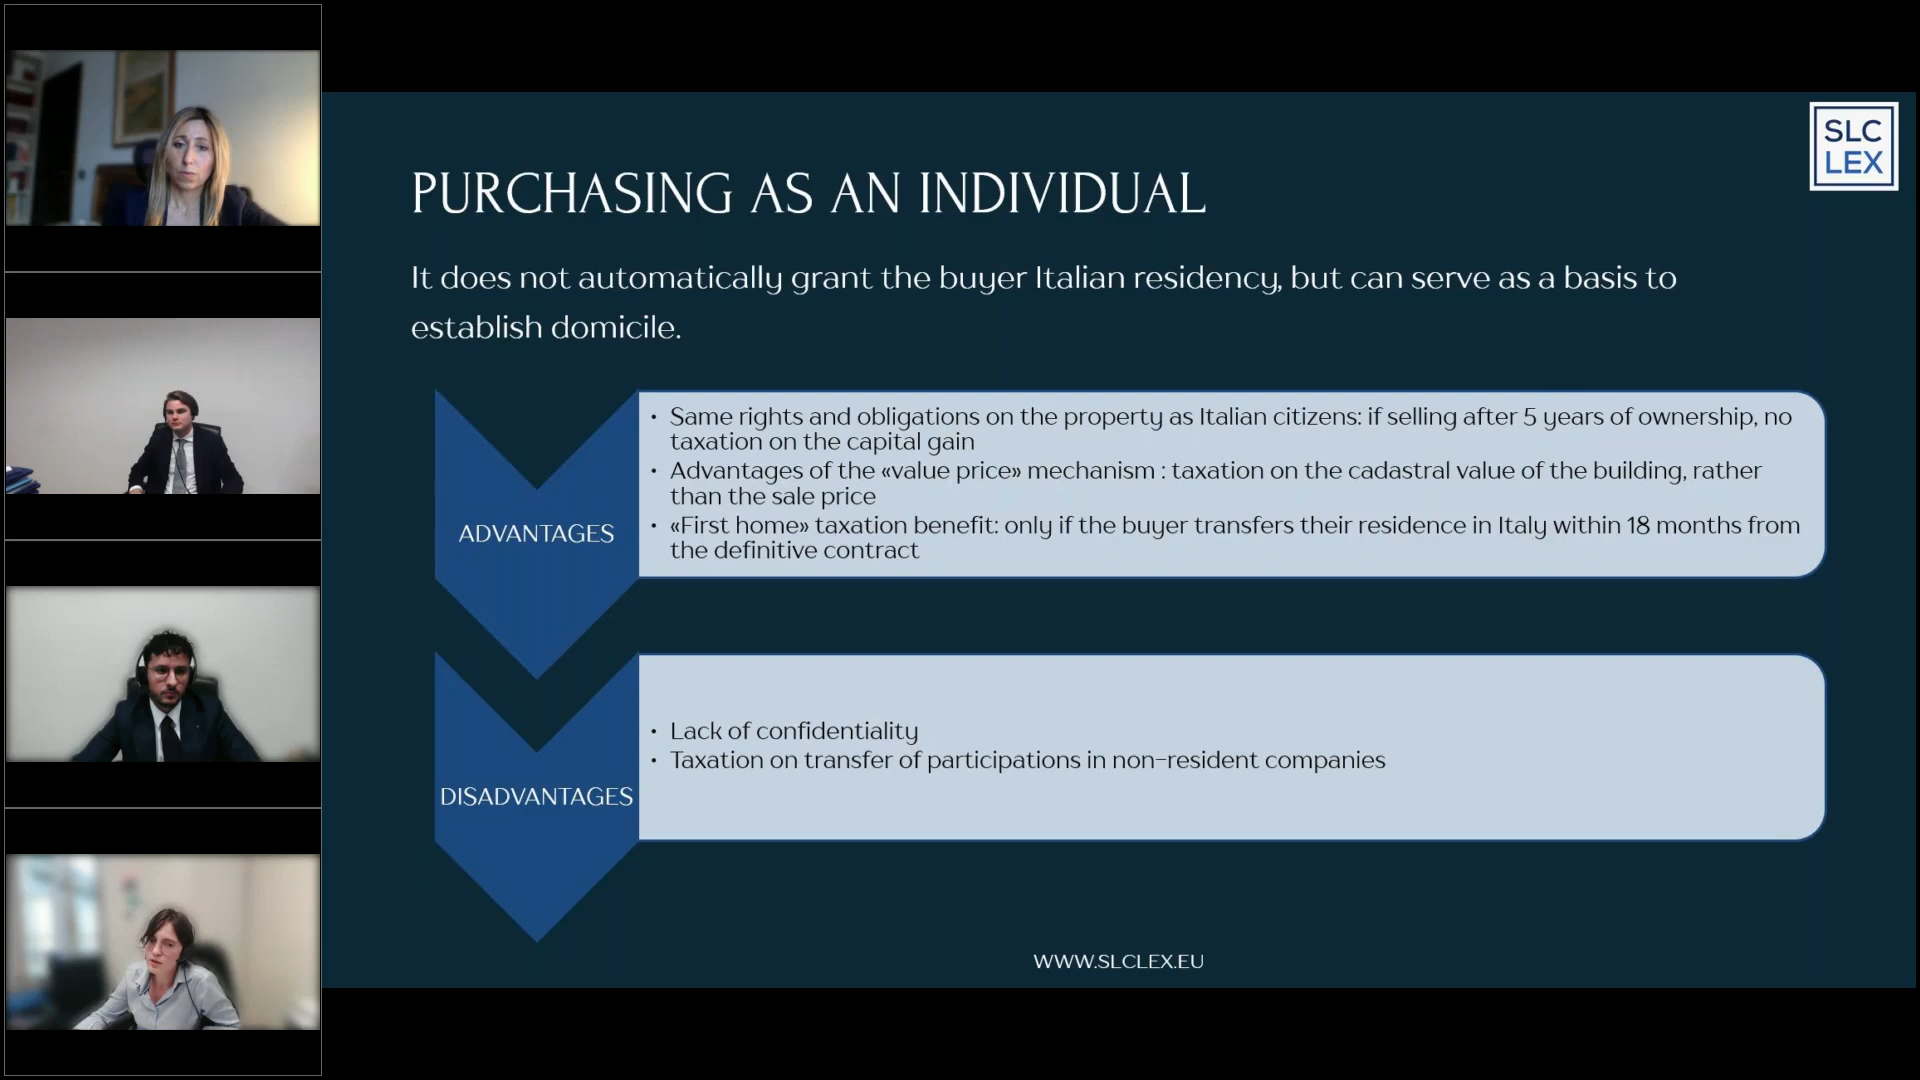 SLC
LEX
PURCHASING AS AN INDIVIDUAL
It does not automatically grant the buyer Italian residency, but can serve as a basis to
establish domicile.
ADVANTAGES
• Same rights and obligations on the property as Italian citizens: if selling after 5 years of ownership, no
taxation on the capital gain
• Advantages of the «value price» mechanism : taxation on the cadastral value of the building, rather
than the sale price
• «First home» taxation benefit: only if the buyer transfers their residence in Italy within 18 months from
the definitive contract
DISADVANTAGES
• Lack of confidentiality
• Taxation on transfer of participations in non-resident companies
WWW.SLCLEX.EU